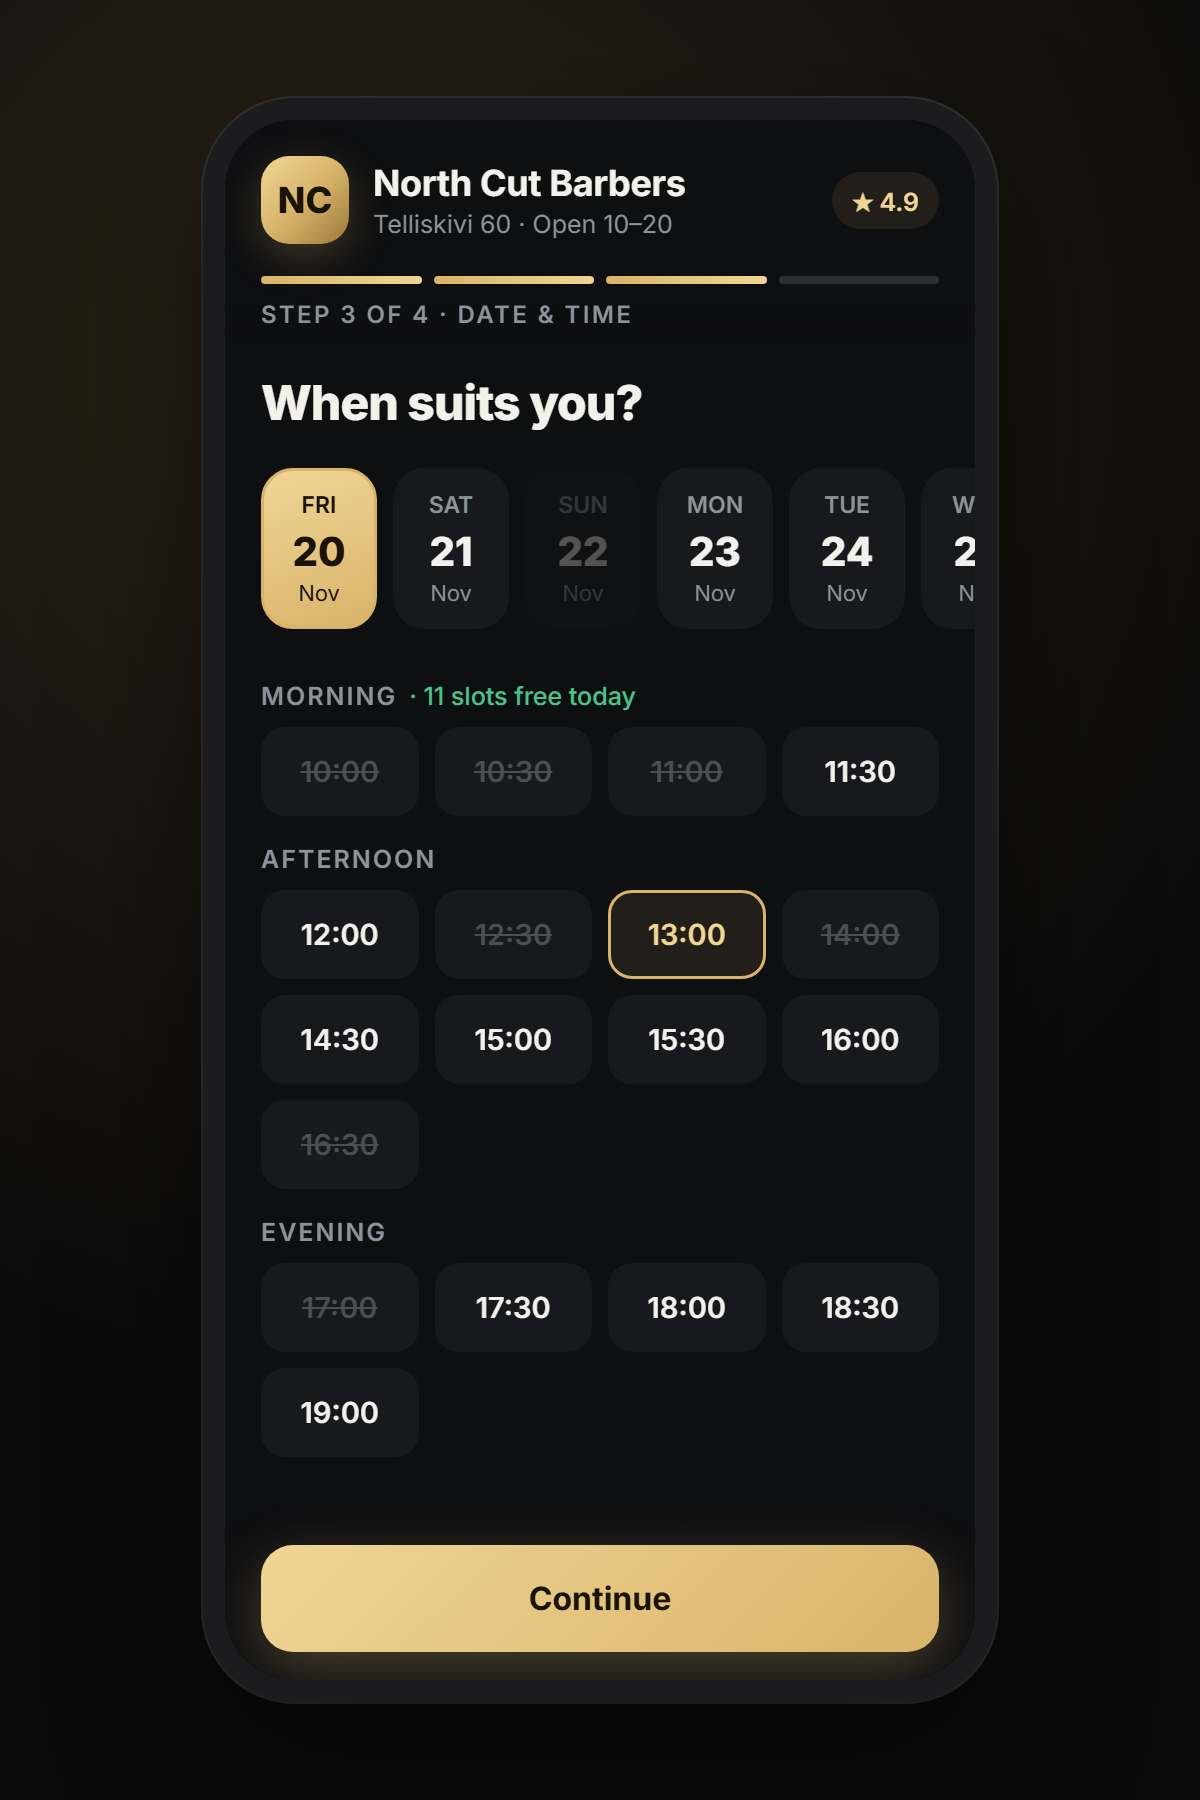 NC
North Cut Barbers
Telliskivi 60 · Open 10–20
★ 4.9
STEP 3 OF 4 · DATE & TIME
When suits you?
FRI SAT SUN MON TUE
20 21 22 23 24
Nov Nov Nov Nov Nov
MORNING · 11 slots free today
10:00 10:30 11:00 11:30
AFTERNOON
12:00 12:30 13:00 14:00
14:30 15:00 15:30 16:00
16:30
EVENING
17:00 17:30 18:00 18:30
19:00
Continue